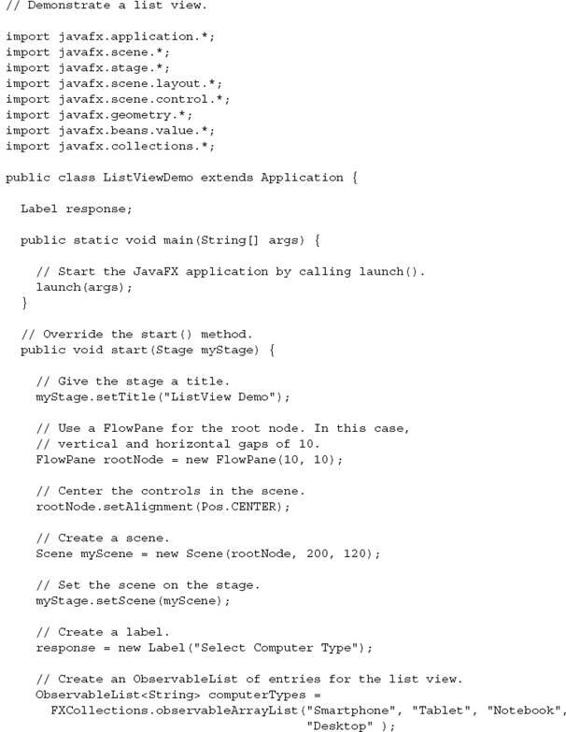 // Demonstrate a list view.

import javafx.application.*;
import javafx.scene.*;
import javafx.stage.*;
import javafx.scene.layout.*;
import javafx.scene.control.*;
import javafx.geometry.*;
import javafx.beans.value.*;
import javafx.collections.*;

public class ListViewDemo extends Application {

  Label response;

  public static void main(String[] args) {

    // Start the JavaFX application by calling launch().
    launch(args);
  }

  // Override the start() method.
  public void start(Stage myStage) {

    // Give the stage a title.
    myStage.setTitle("ListView Demo");

    // Use a FlowPane for the root node. In this case,
    // vertical and horizontal gaps of 10.
    FlowPane rootNode = new FlowPane(10, 10);

    // Center the controls in the scene.
    rootNode.setAlignment(Pos.CENTER);

    // Create a scene.
    Scene myScene = new Scene(rootNode, 200, 120);

    // Set the scene on the stage.
    myStage.setScene(myScene);

    // Create a label.
    response = new Label("Select Computer Type");

    // Create an ObservableList of entries for the list view.
    ObservableList<String> computerTypes =
      FXCollections.observableArrayList("Smartphone", "Tablet", "Notebook",
                                        "Desktop" );